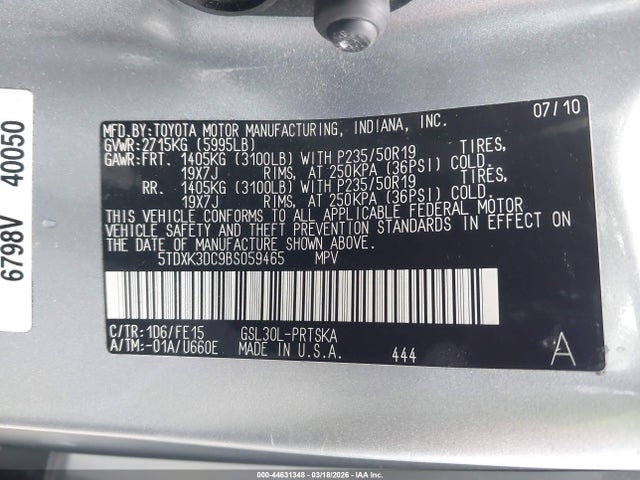 07/10
MFD.BY:TOYOTA MOTOR MANUFACTURING, INDIANA, INC.
GVWR:2715KG (5995LB)
GAWR:FRT. 1405KG (3100LB) WITH P235/50R19 TIRES,
19X7J RIMS, AT 250KPA (36PSI) COLD.
RR. 1405KG (3100LB) WITH P235/50R19 TIRES,
19X7J RIMS, AT 250KPA (36PSI) COLD.
THIS VEHICLE CONFORMS TO ALL APPLICABLE FEDERAL MOTOR
VEHICLE SAFETY AND THEFT PREVENTION STANDARDS IN EFFECT
ON THE DATE OF MANUFACTURE SHOWN ABOVE.
5TDXK3DC9BS059465 MPV
C/TR:1D6/FE15 GSL30L-PRTSKA
A/TM:-01A/U660E MADE IN U.S.A. 444 A
6798V 40050
000-44631348 | 03/18/2026 | IAA Inc.